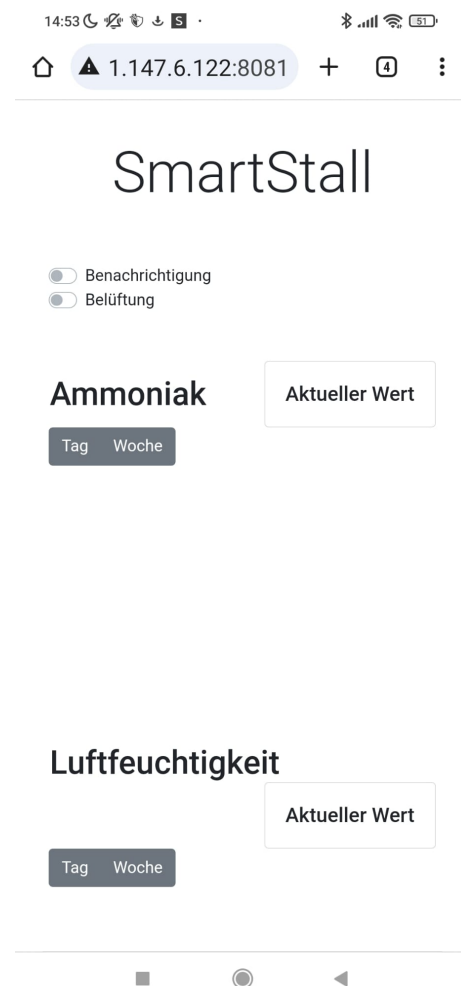 14:53
51
1.147.6.122:8081
4
SmartStall
Benachrichtigung
Belüftung
Ammoniak
Aktueller Wert
Tag Woche
Luftfeuchtigkeit
Aktueller Wert
Tag Woche